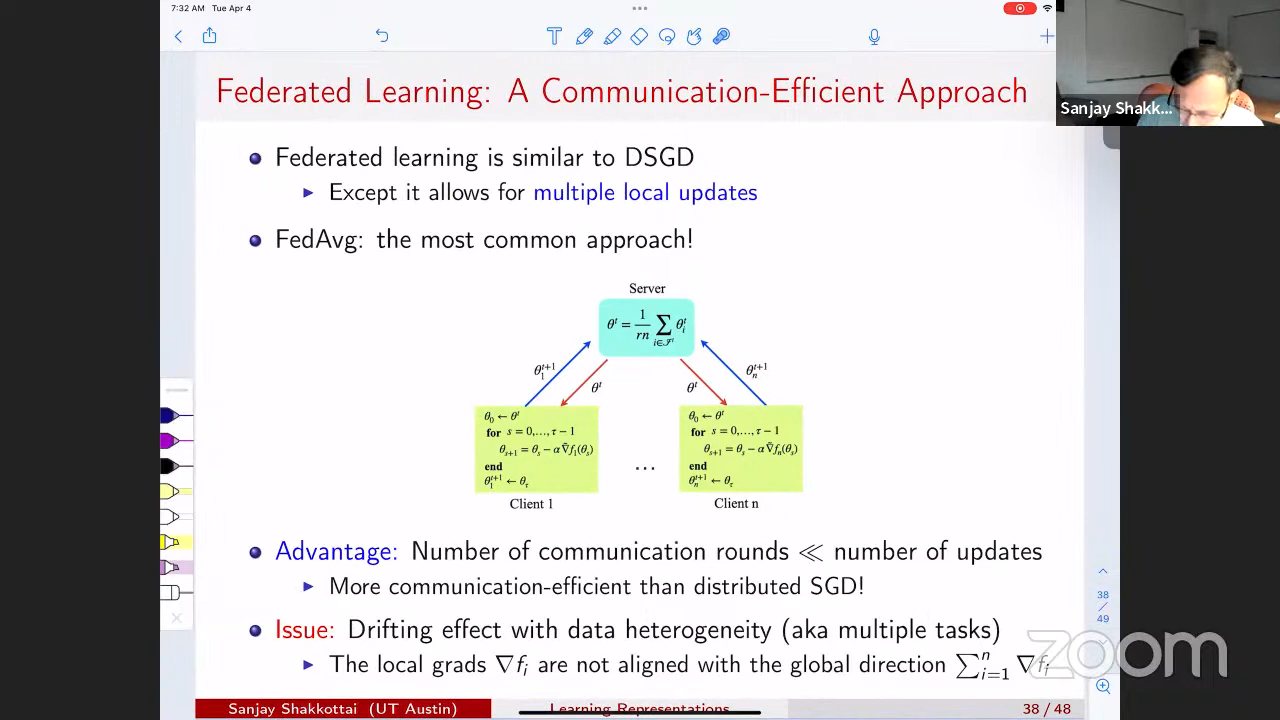 7:32 AM Tue Apr 4
Sanjay Shakk...
Federated Learning: A Communication-Efficient Approach
Federated learning is similar to DSGD
Except it allows for multiple local updates
FedAvg: the most common approach!
Server
θ^t = 1/rn ∑_{i∈𝓘^t} θ_i^t
θ_1^{t+1} θ^t θ^t θ_n^{t+1}
θ_0 ← θ^t
for s = 0,…,τ − 1
θ_{s+1} = θ_s − α∇̃f_1(θ_s)
end
θ_1^{t+1} ← θ_τ
Client 1
...
θ_0 ← θ^t
for s = 0,…,τ − 1
θ_{s+1} = θ_s − α∇̃f_n(θ_s)
end
θ_n^{t+1} ← θ_τ
Client n
Advantage: Number of communication rounds ≪ number of updates
More communication-efficient than distributed SGD!
Issue: Drifting effect with data heterogeneity (aka multiple tasks)
The local grads ∇f_i are not aligned with the global direction ∑_{i=1}^n ∇f_i
38
/
49
zoom
Sanjay Shakkottai (UT Austin) Learning Representations 38 / 48